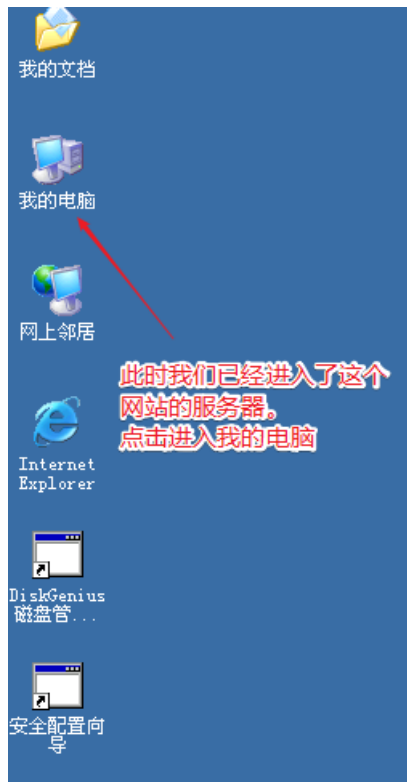 我的文档
我的电脑
网上邻居
此时我们已经进入了这个
网站的服务器。
点击进入我的电脑
Internet
Explorer
DiskGenius
磁盘管...
安全配置向
导